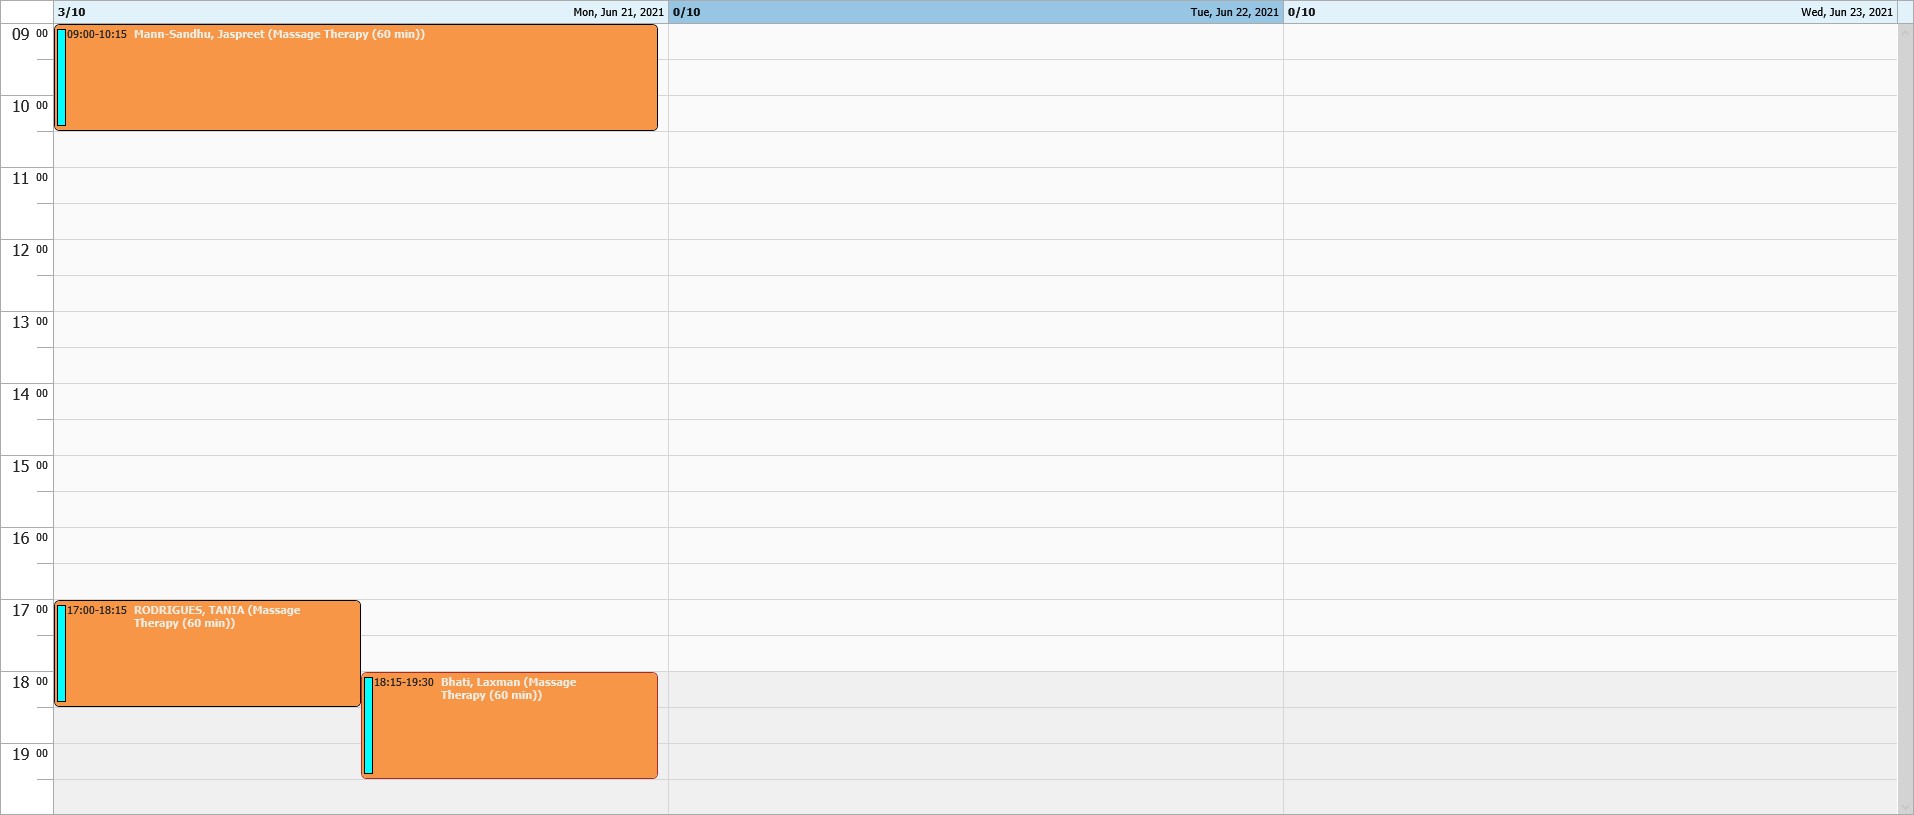 3/10 Mon, Jun 21, 2021 0/10 Tue, Jun 22, 2021 0/10 Wed, Jun 23, 2021
09 00
09:00-10:15 Mann-Sandhu, Jaspreet (Massage Therapy (60 min))
10 00
11 00
12 00
13 00
14 00
15 00
16 00
17 00
17:00-18:15 RODRIGUES, TANIA (Massage
Therapy (60 min))
18 00
18:15-19:30 Bhati, Laxman (Massage
Therapy (60 min))
19 00